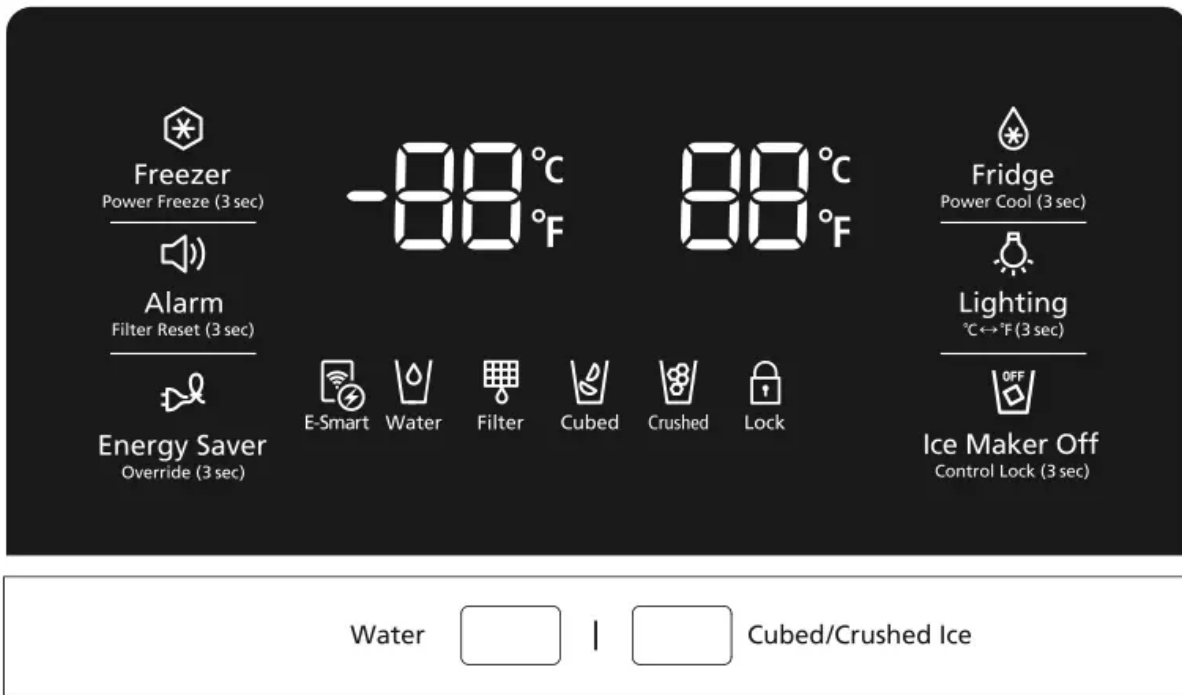 Freezer
Power Freeze (3 sec)
-88 °C
°F
88 °C
°F
Fridge
Power Cool (3 sec)
Alarm
Filter Reset (3 sec)
Lighting
°C↔°F (3 sec)
Energy Saver
Override (3 sec)
E-Smart
Water
Filter
Cubed
Crushed
Lock
OFF
Ice Maker Off
Control Lock (3 sec)
Water | Cubed/Crushed Ice